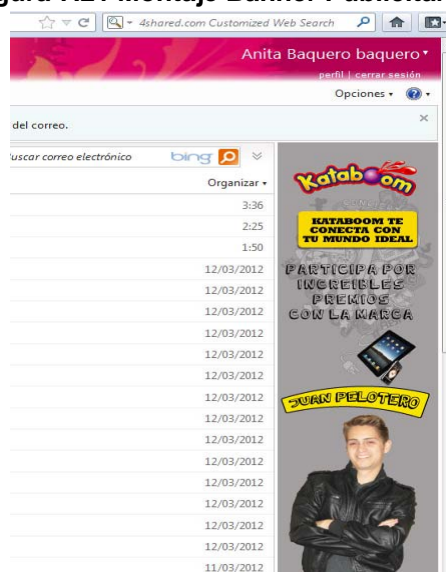 Montaje Banner Publicitar
4shared.com Customized Web Search
Anita Baquero baquero
perfil | cerrar sesión
Opciones
del correo.
uscar correo electrónico
bing
Organizar
3:36
2:25
1:50
12/03/2012
12/03/2012
12/03/2012
12/03/2012
12/03/2012
12/03/2012
12/03/2012
12/03/2012
12/03/2012
12/03/2012
12/03/2012
12/03/2012
12/03/2012
12/03/2012
11/03/2012
Kataboom
KATABOOM TE
CONECTA CON
TU MUNDO IDEAL
PARTICIPA POR
INCREIBLES
PREMIOS
CON LA MARCA
JUAN PELOTERO